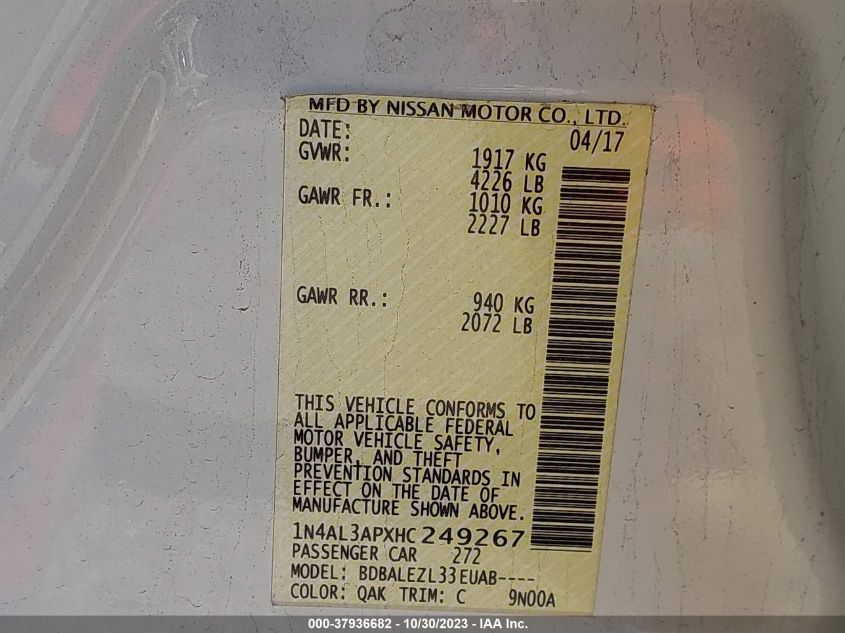 MFD BY NISSAN MOTOR CO., LTD.
DATE: 04/17
GVWR: 1917 KG
4226 LB
GAWR FR.: 1010 KG
2227 LB
GAWR RR.: 940 KG
2072 LB
THIS VEHICLE CONFORMS TO
ALL APPLICABLE FEDERAL
MOTOR VEHICLE SAFETY,
BUMPER, AND THEFT
PREVENTION STANDARDS IN
EFFECT ON THE DATE OF
MANUFACTURE SHOWN ABOVE.
1N4AL3APXHC249267
PASSENGER CAR 272
MODEL: BDBALEZL33EUAB----
COLOR: QAK TRIM: C 9N00A
000-37936682 - 10/30/2023 - IAA Inc.